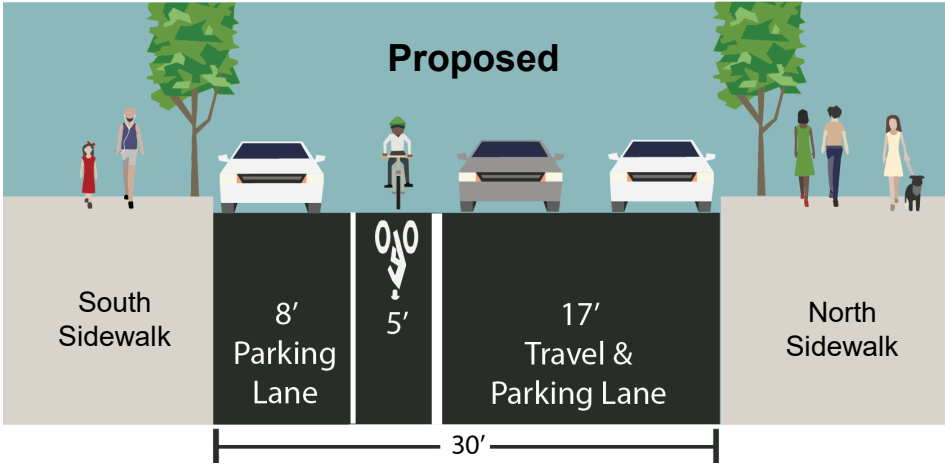 Proposed
South
Sidewalk
8’
Parking
Lane
5’
17’
Travel &
Parking Lane
North
Sidewalk
30’